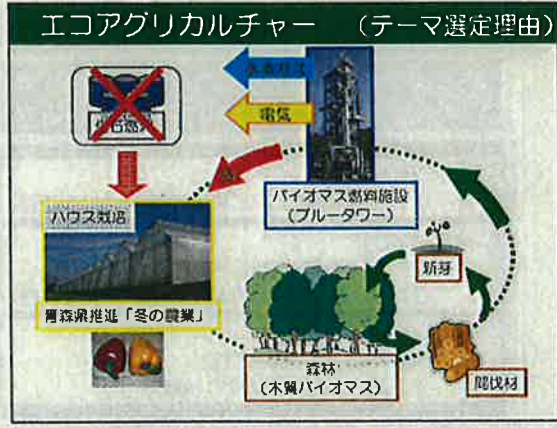 エコアグリカルチャー （テーマ選定理由）
電気
ハウス栽培
バイオマス燃料施設
(ブルータワー)
新芽
青森県推進「冬の農業」
森林
(木質バイオマス)
間伐材